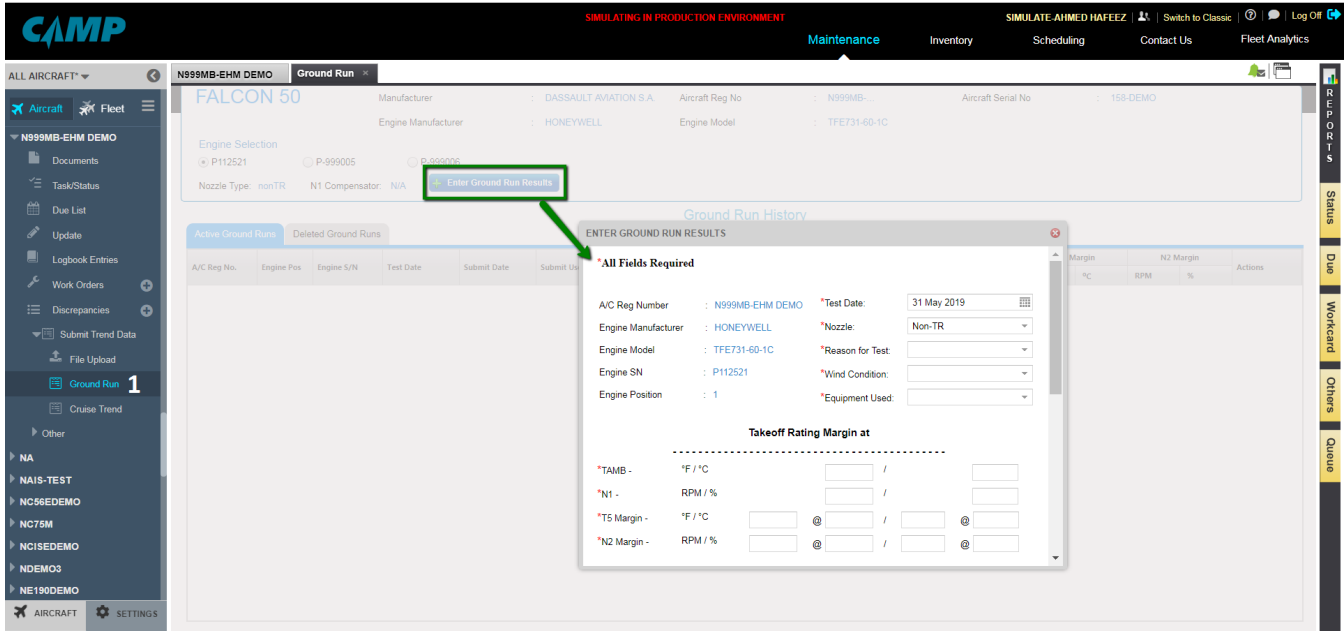 CAMP
SIMULATING IN PRODUCTION ENVIRONMENT
SIMULATE-AHMED HAFEEZ | Switch to Classic | Log Off
Maintenance Inventory Scheduling Contact Us Fleet Analytics
ALL AIRCRAFT*
Aircraft Fleet
N999MB-EHM DEMO
Documents
Task/Status
Due List
Update
Logbook Entries
Work Orders
Discrepancies
Submit Trend Data
File Upload
Ground Run 1
Cruise Trend
Other
NA
NAIS-TEST
NC56EDEMO
NC75M
NCISEDEMO
NDEMO3
NE190DEMO
AIRCRAFT SETTINGS
N999MB-EHM DEMO Ground Run ×
FALCON 50
Manufacturer : DASSAULT AVIATION S.A. Aircraft Reg No : N999MB-... Aircraft Serial No : 158-DEMO
Engine Manufacturer : HONEYWELL Engine Model : TFE731-60-1C
Engine Selection
P112521 P-999005 P-999006
Nozzle Type: nonTR N1 Compensator: N/A + Enter Ground Run Results
Ground Run History
Active Ground Runs Deleted Ground Runs
A/C Reg No. Engine Pos Engine S/N Test Date Submit Date Submit Us
Margin N2 Margin Actions
°C RPM %
ENTER GROUND RUN RESULTS
*All Fields Required
A/C Reg Number : N999MB-EHM DEMO *Test Date: 31 May 2019
Engine Manufacturer : HONEYWELL *Nozzle: Non-TR
Engine Model : TFE731-60-1C *Reason for Test:
Engine SN : P112521 *Wind Condition:
Engine Position : 1 *Equipment Used:
Takeoff Rating Margin at
*TAMB - °F / °C /
*N1 - RPM / % /
*T5 Margin - °F / °C @ / @
*N2 Margin - RPM / % @ / @
REPORTS
Status
Due
Workcard
Others
Queue